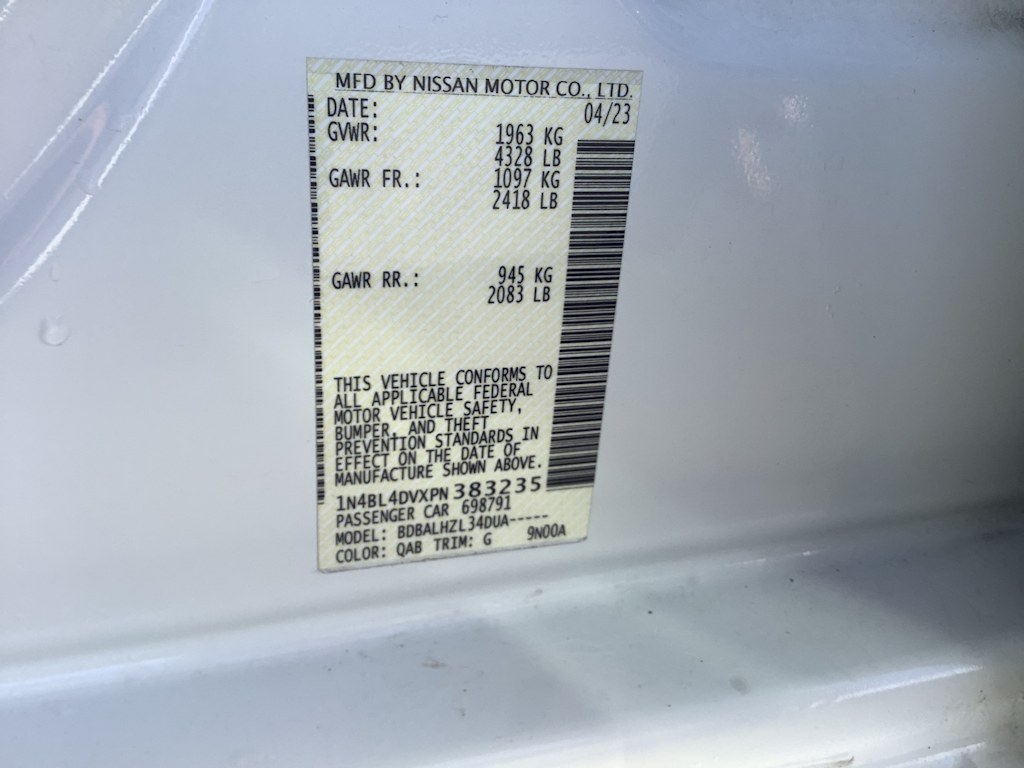 MFD BY NISSAN MOTOR CO., LTD.
DATE: 04/23
GVWR: 1963 KG
4328 LB
GAWR FR.: 1097 KG
2418 LB
GAWR RR.: 945 KG
2083 LB
THIS VEHICLE CONFORMS TO
ALL APPLICABLE FEDERAL
MOTOR VEHICLE SAFETY,
BUMPER, AND THEFT
PREVENTION STANDARDS IN
EFFECT ON THE DATE OF
MANUFACTURE SHOWN ABOVE.
1N4BL4DVXPN383235
PASSENGER CAR 698791
MODEL: BDBALHZL34DUA-----
COLOR: QAB TRIM: G 9N00A